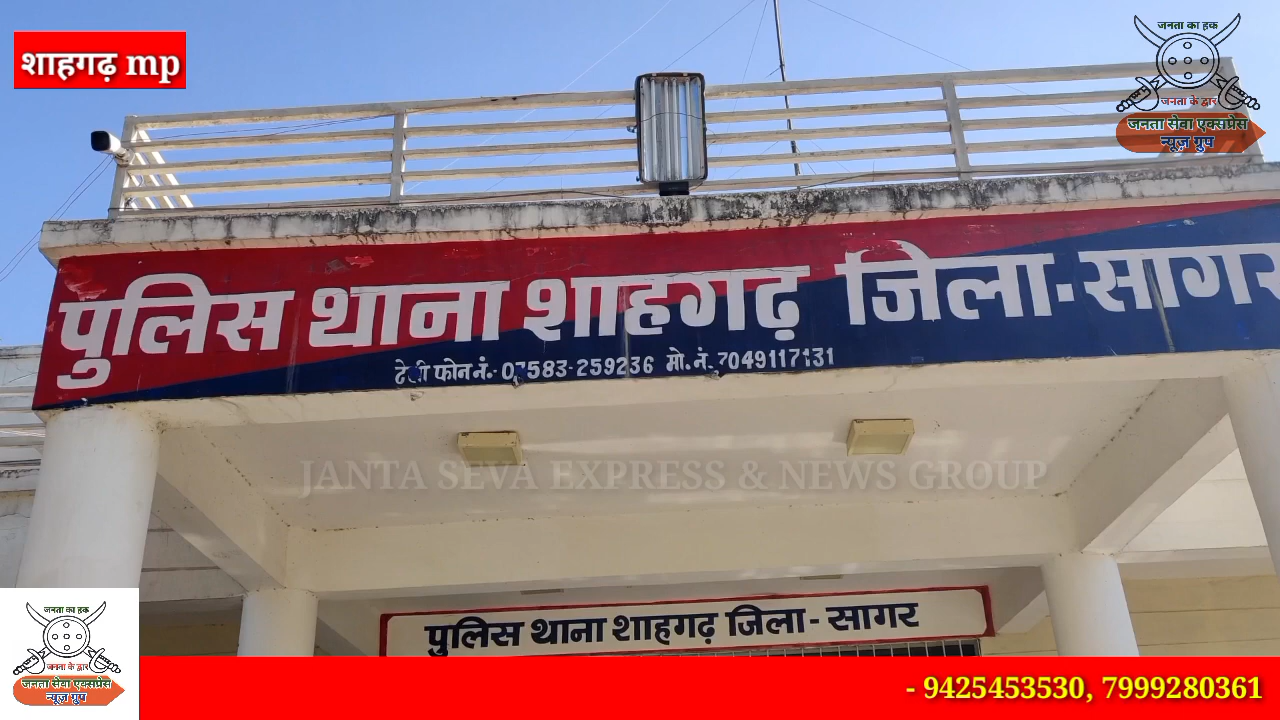 शाहगढ़ mp
जनता का हक
जनता के द्वार
जनता सेवा एक्सप्रेस
न्यूज़ ग्रुप
पुलिस थाना शाहगढ़ जिला-सागर
टेली फोन नं.- 07583-259236 मो.नं. 7049117131
JANTA SEVA EXPRESS & NEWS GROUP
पुलिस थाना शाहगढ़ जिला - सागर
जनता का हक
जनता के द्वार
जनता सेवा एक्सप्रेस
न्यूज़ ग्रुप
- 9425453530, 7999280361